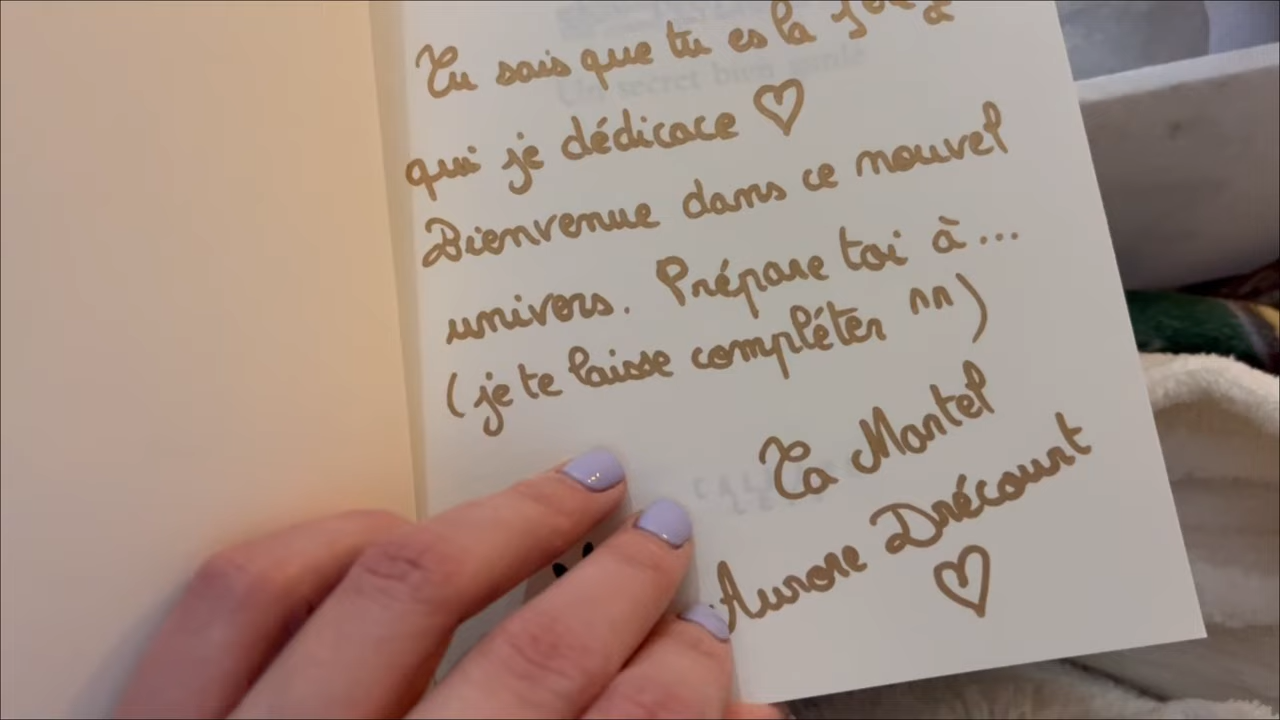 Tu sais que tu es la
qui je dédicace ♡
Bienvenue dans ce nouvel
univers. Prépare toi à...
(je te laisse compléter ^^)
Ta Martel
Aurore Drécourt
♡